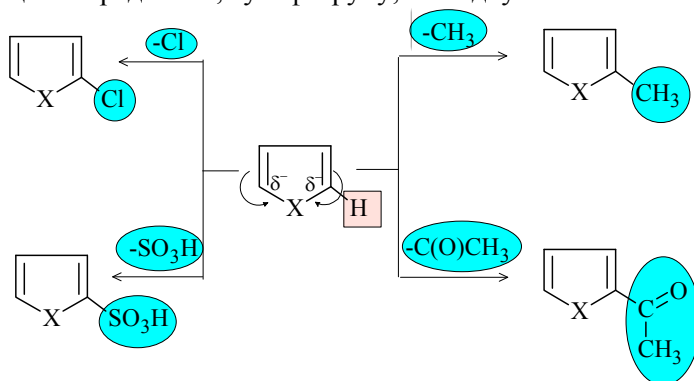 -Cl
-CH3
X
Cl
X
CH3
δ– δ–
X
H
-SO3H
-C(O)CH3
X
SO3H
X
C
O
CH3